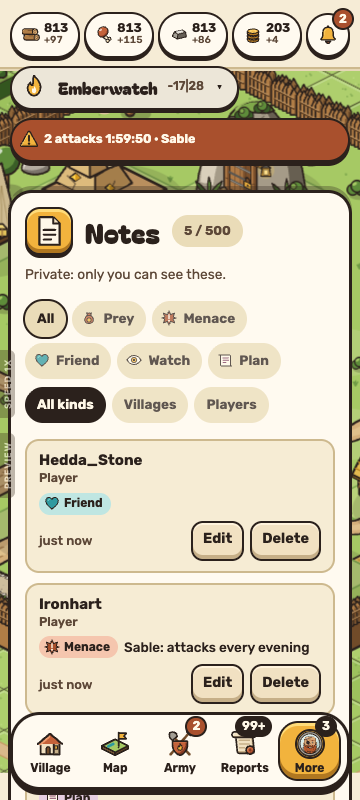 813
+97
813
+115
813
+86
203
+4
2
Emberwatch -17|28
2 attacks 1:59:50 • Sable
Notes 5 / 500
Private: only you can see these.
All Prey Menace
Friend Watch Plan
SPEED 1X
All kinds Villages Players
PREVIEW
Hedda_Stone
Player
Friend
just now Edit Delete
Ironhart
Player
Menace Sable: attacks every evening
just now Edit Delete
2 99+ 3
Village Map Army Reports More
Plan